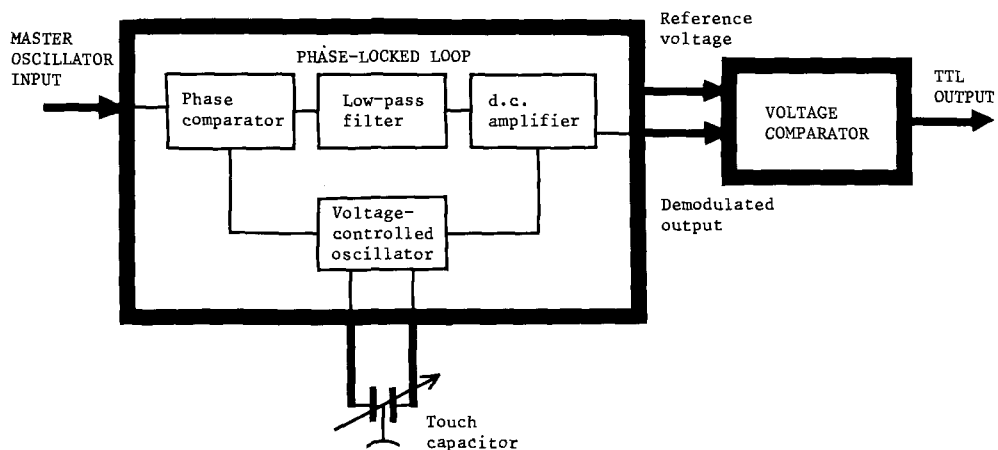 MASTER
OSCILLATOR
INPUT
PHASE-LOCKED LOOP
Phase
comparator
Low-pass
filter
d.c.
amplifier
Voltage-
controlled
oscillator
Reference
voltage
VOLTAGE
COMPARATOR
TTL
OUTPUT
Demodulated
output
Touch
capacitor